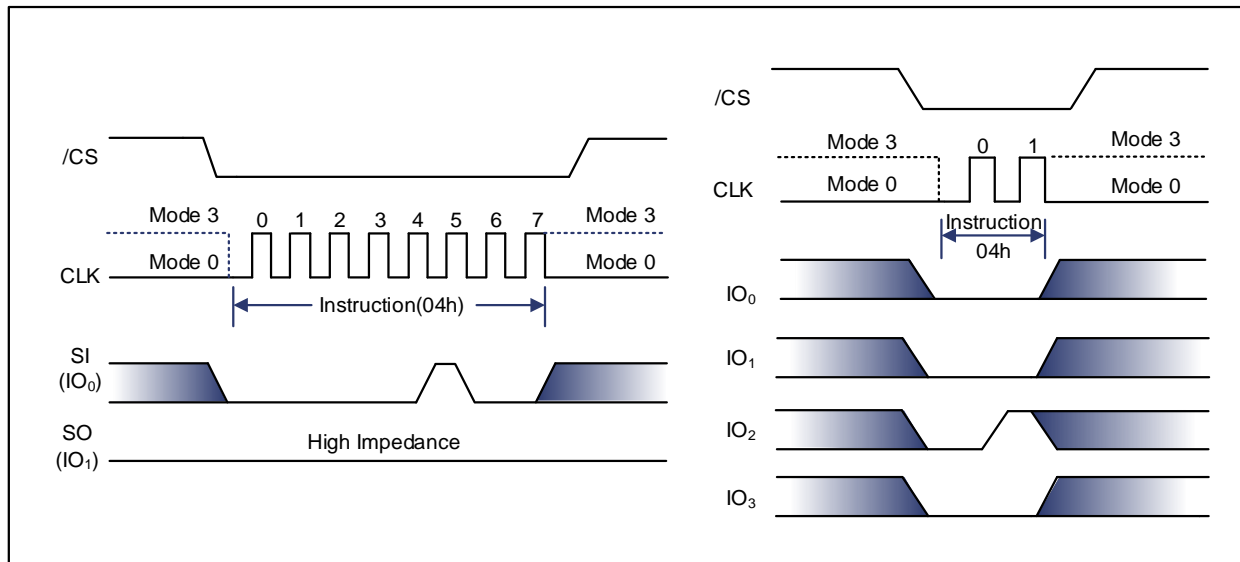 /CS
Mode 3
0 1 2 3 4 5 6 7
Mode 3
CLK
Mode 0
Mode 0
Instruction(04h)
SI
(IO₀)
SO
(IO₁)
High Impedance
/CS
Mode 3
0 1
Mode 3
CLK
Mode 0
Mode 0
Instruction
04h
IO₀
IO₁
IO₂
IO₃